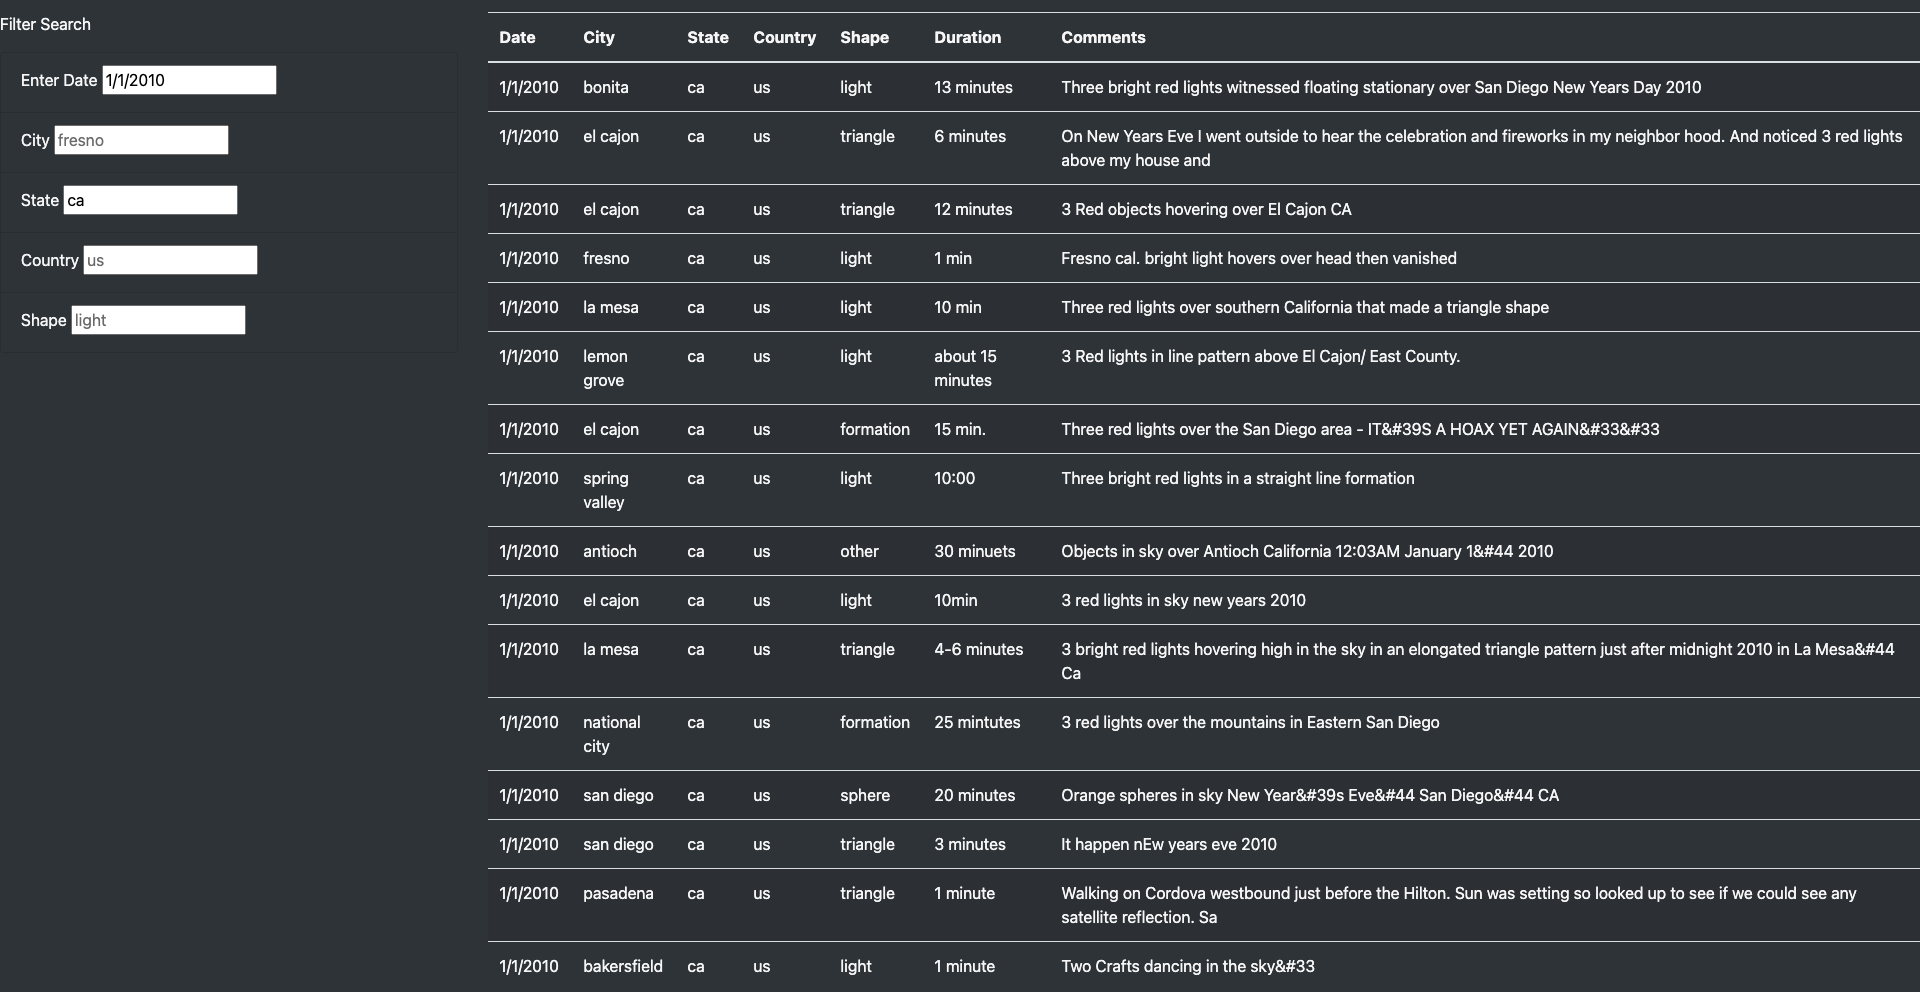 Filter Search
Enter Date 1/1/2010
City fresno
State ca
Country us
Shape light
Date City State Country Shape Duration Comments
1/1/2010 bonita ca us light 13 minutes Three bright red lights witnessed floating stationary over San Diego New Years Day 2010
1/1/2010 el cajon ca us triangle 6 minutes On New Years Eve I went outside to hear the celebration and fireworks in my neighbor hood. And noticed 3 red lights
above my house and
1/1/2010 el cajon ca us triangle 12 minutes 3 Red objects hovering over El Cajon CA
1/1/2010 fresno ca us light 1 min Fresno cal. bright light hovers over head then vanished
1/1/2010 la mesa ca us light 10 min Three red lights over southern California that made a triangle shape
1/1/2010 lemon ca us light about 15 3 Red lights in line pattern above El Cajon/ East County.
grove minutes
1/1/2010 el cajon ca us formation 15 min. Three red lights over the San Diego area - IT&#39S A HOAX YET AGAIN&#33&#33
1/1/2010 spring ca us light 10:00 Three bright red lights in a straight line formation
valley
1/1/2010 antioch ca us other 30 minuets Objects in sky over Antioch California 12:03AM January 1&#44 2010
1/1/2010 el cajon ca us light 10min 3 red lights in sky new years 2010
1/1/2010 la mesa ca us triangle 4-6 minutes 3 bright red lights hovering high in the sky in an elongated triangle pattern just after midnight 2010 in La Mesa&#44
Ca
1/1/2010 national ca us formation 25 mintutes 3 red lights over the mountains in Eastern San Diego
city
1/1/2010 san diego ca us sphere 20 minutes Orange spheres in sky New Year&#39s Eve&#44 San Diego&#44 CA
1/1/2010 san diego ca us triangle 3 minutes It happen nEw years eve 2010
1/1/2010 pasadena ca us triangle 1 minute Walking on Cordova westbound just before the Hilton. Sun was setting so looked up to see if we could see any
satellite reflection. Sa
1/1/2010 bakersfield ca us light 1 minute Two Crafts dancing in the sky&#33